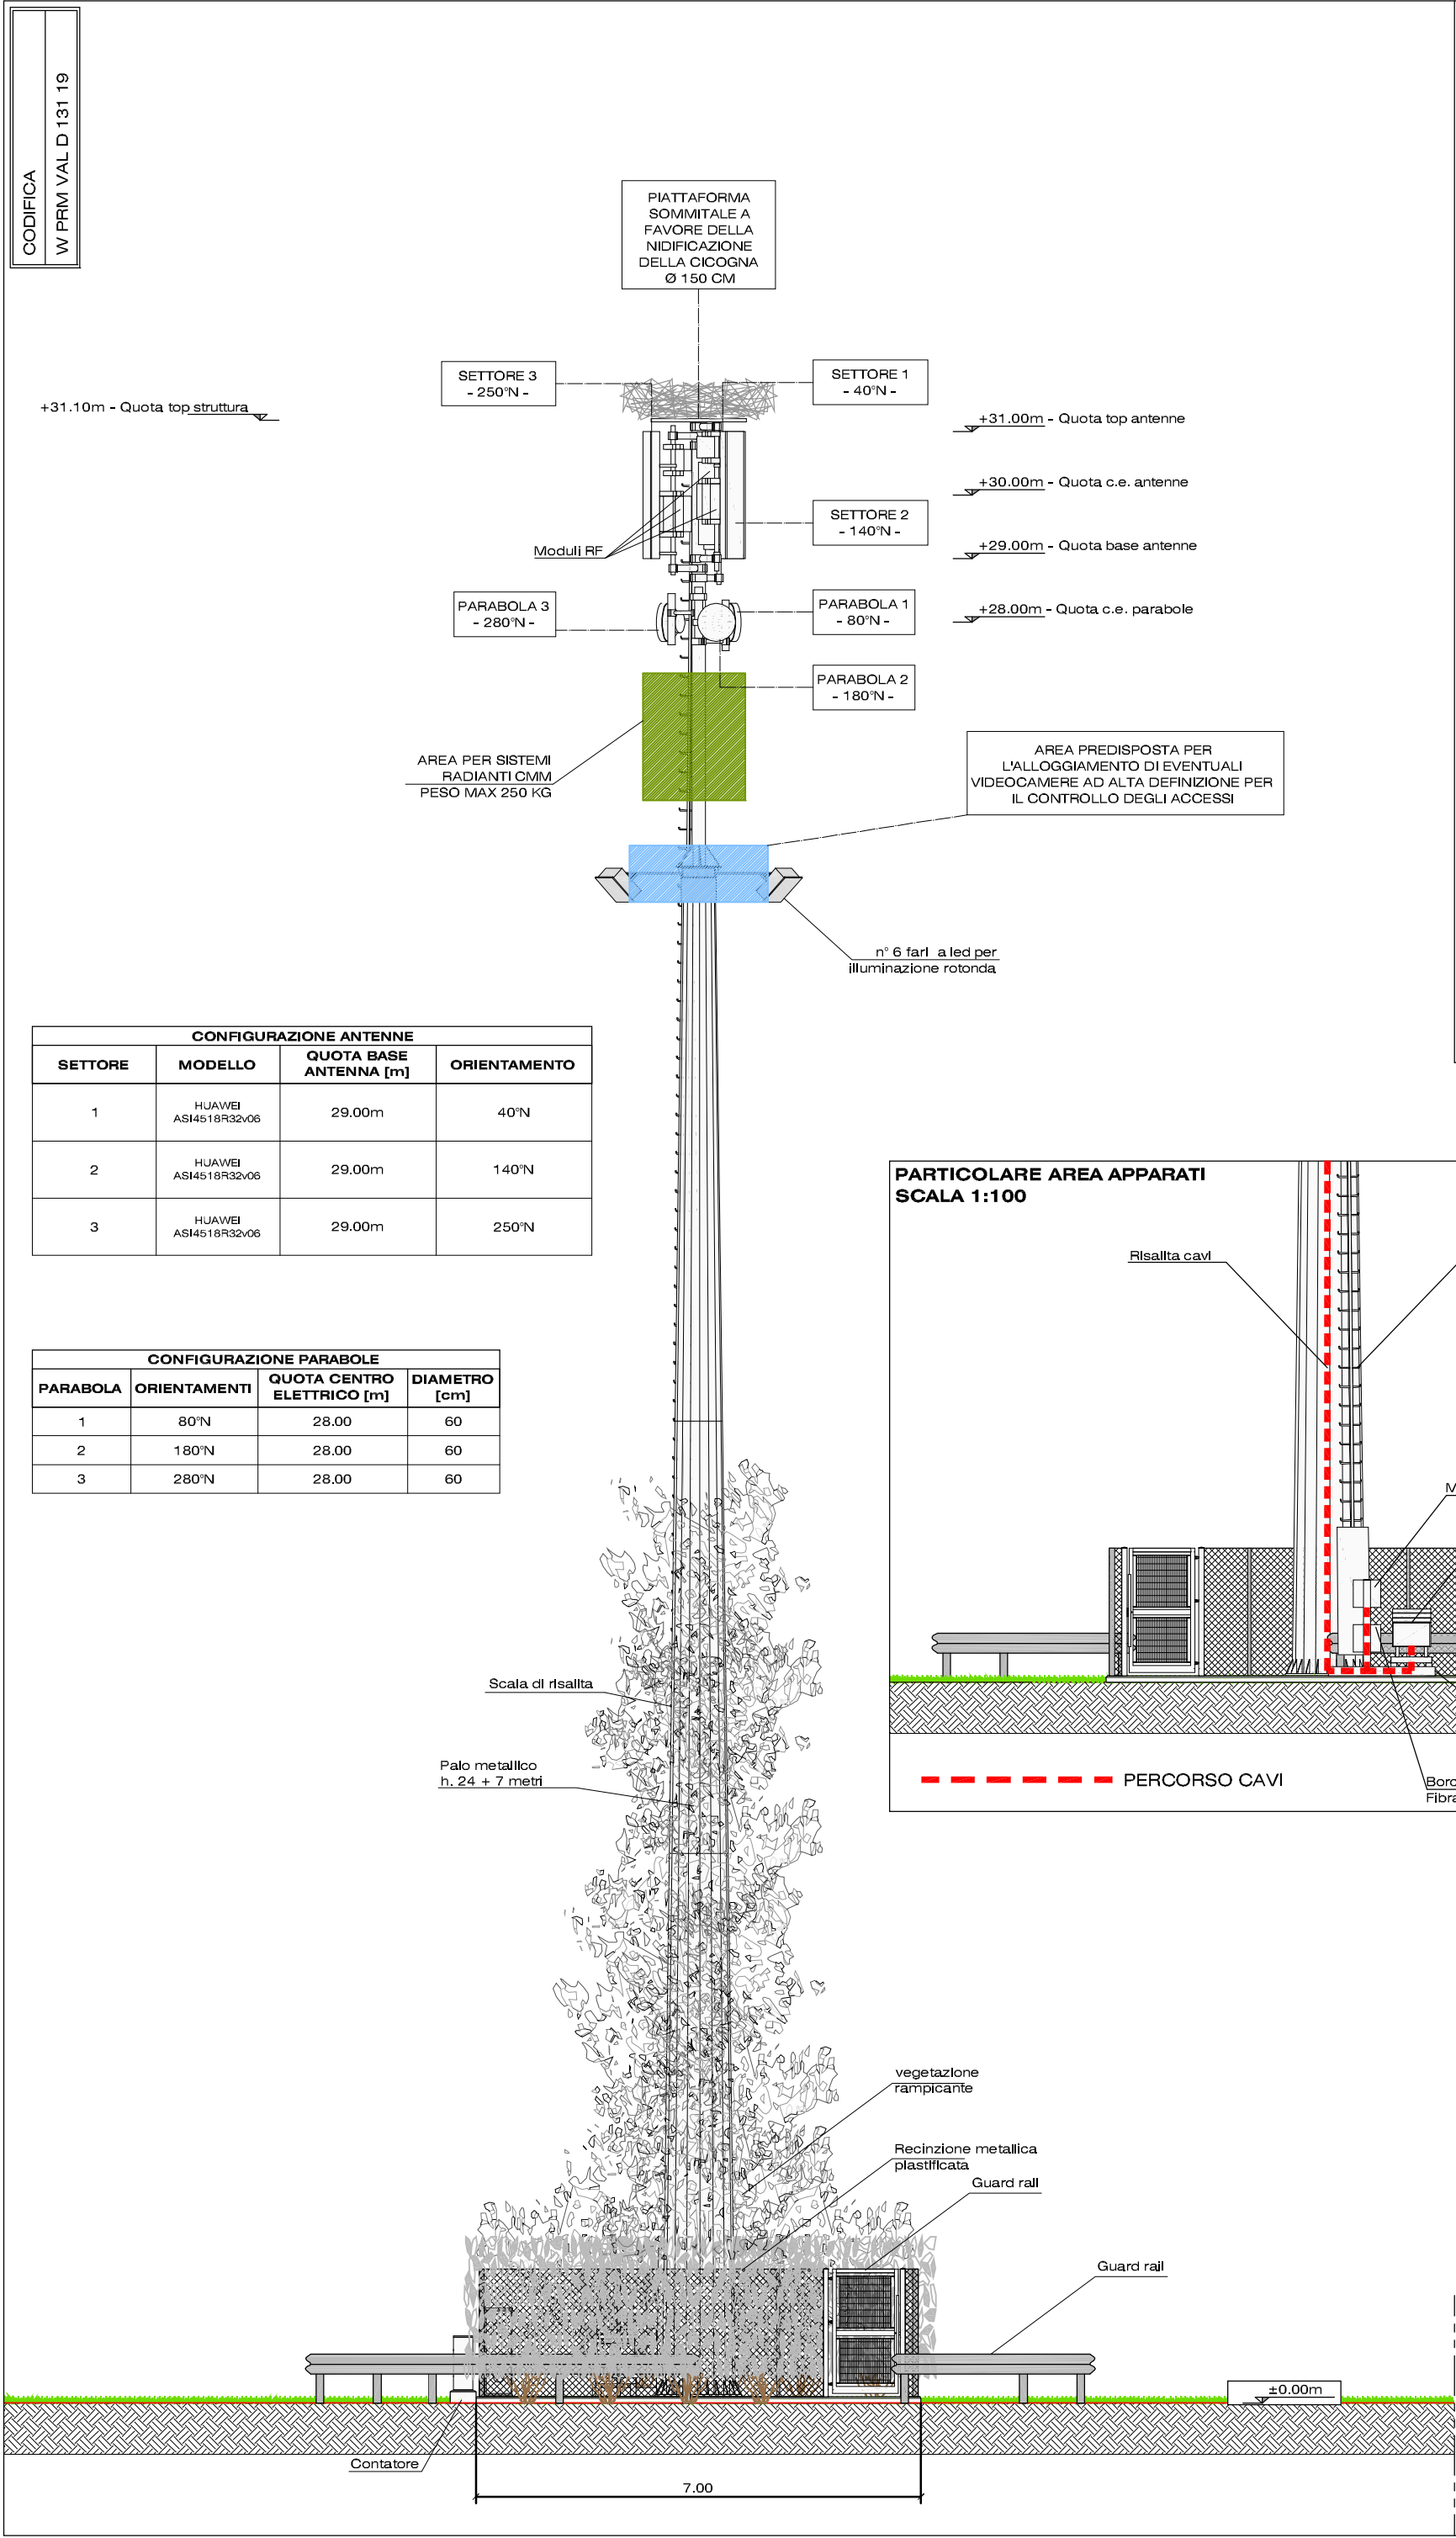 CODIFICA
W PRM VAL D 131 19
PIATTAFORMA
SOMMITALE A
FAVORE DELLA
NIDIFICAZIONE
DELLA CICOGNA
Ø 150 CM
SETTORE 3
- 250°N -
SETTORE 1
- 40°N -
+31.10m - Quota top struttura
+31.00m - Quota top antenne
+30.00m - Quota c.e. antenne
SETTORE 2
- 140°N -
Moduli RF
+29.00m - Quota base antenne
PARABOLA 3
- 280°N -
PARABOLA 1
- 80°N -
+28.00m - Quota c.e. parabole
PARABOLA 2
- 180°N -
AREA PER SISTEMI
RADIANTI CMM
PESO MAX 250 KG
AREA PREDISPOSTA PER
L'ALLOGGIAMENTO DI EVENTUALI
VIDEOCAMERE AD ALTA DEFINIZIONE PER
IL CONTROLLO DEGLI ACCESSI
n° 6 fari a led per
illuminazione rotonda
CONFIGURAZIONE ANTENNE
SETTORE MODELLO QUOTA BASE ANTENNA [m] ORIENTAMENTO
1 HUAWEI ASI4518R32v06 29.00m 40°N
2 HUAWEI ASI4518R32v06 29.00m 140°N
3 HUAWEI ASI4518R32v06 29.00m 250°N
PARTICOLARE AREA APPARATI
SCALA 1:100
Risalita cavi
CONFIGURAZIONE PARABOLE
PARABOLA ORIENTAMENTI QUOTA CENTRO ELETTRICO [m] DIAMETRO [cm]
1 80°N 28.00 60
2 180°N 28.00 60
3 280°N 28.00 60
M
Scala di risalita
Palo metallico
h. 24 + 7 metri
PERCORSO CAVI
Boro
Fibra
vegetazione
rampicante
Recinzione metallica
plastificata
Guard rail
Guard rail
±0.00m
Contatore
7.00